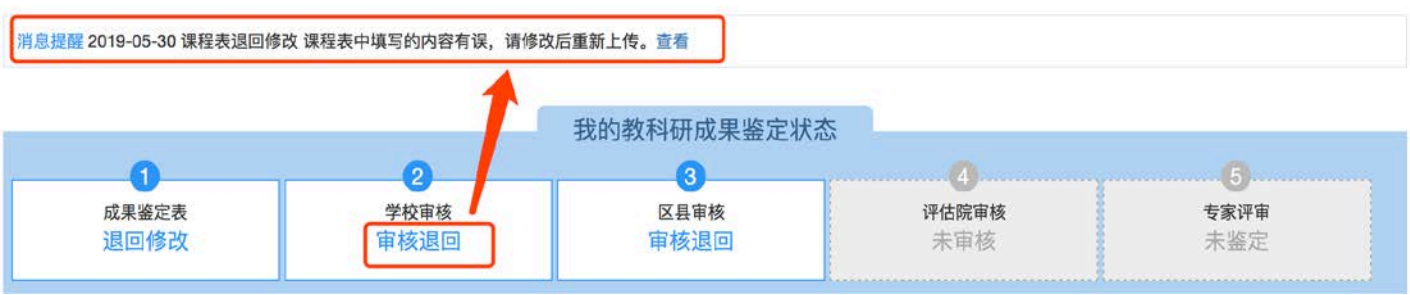 消息提醒 2019-05-30 课程表退回修改 课程表中填写的内容有误，请修改后重新上传。查看
我的教科研成果鉴定状态
1 2 3 4 5
成果鉴定表 学校审核 区县审核 评估院审核 专家评审
退回修改 审核退回 审核退回 未审核 未鉴定